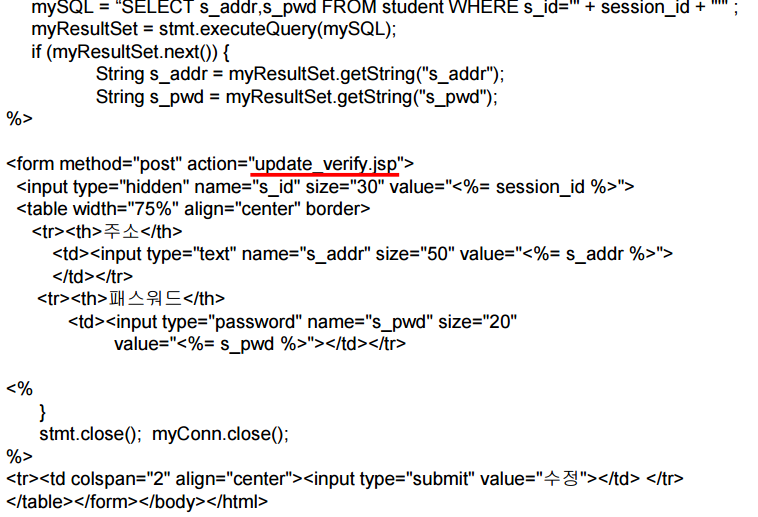 mySQL = “SELECT s_addr,s_pwd FROM student WHERE s_id='" + session_id + "'" ;
myResultSet = stmt.executeQuery(mySQL);
if (myResultSet.next()) {
String s_addr = myResultSet.getString("s_addr");
String s_pwd = myResultSet.getString("s_pwd");
%>
<form method="post" action="update_verify.jsp">
<input type="hidden" name="s_id" size="30" value="<%= session_id %>">
<table width="75%" align="center" border>
<tr><th>주소</th>
<td><input type="text" name="s_addr" size="50" value="<%= s_addr %>">
</td></tr>
<tr><th>패스워드</th>
<td><input type="password" name="s_pwd" size="20"
value="<%= s_pwd %>"></td></tr>
<%
}
stmt.close();  myConn.close();
%>
<tr><td colspan="2" align="center"><input type="submit" value="수정"></td> </tr>
</table></form></body></html>